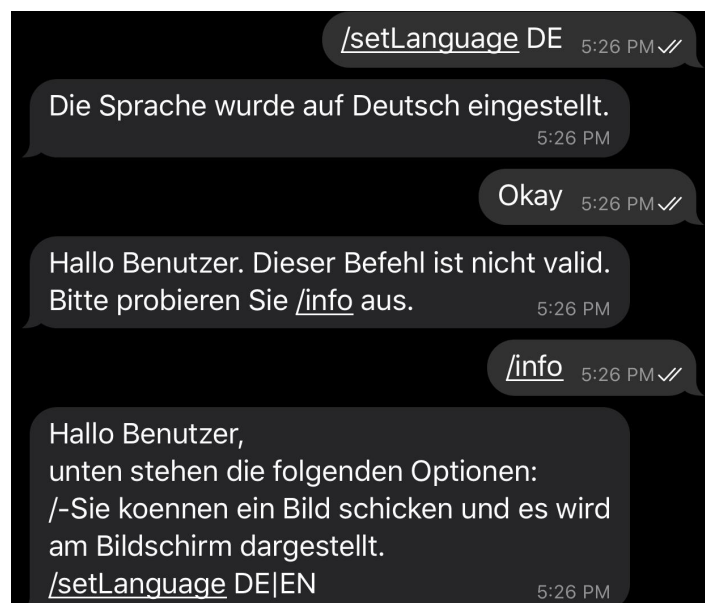 /setLanguage DE 5:26 PM
Die Sprache wurde auf Deutsch eingestellt.
5:26 PM
Okay 5:26 PM
Hallo Benutzer. Dieser Befehl ist nicht valid.
Bitte probieren Sie /info aus. 5:26 PM
/info 5:26 PM
Hallo Benutzer,
unten stehen die folgenden Optionen:
/-Sie koennen ein Bild schicken und es wird
am Bildschirm dargestellt.
/setLanguage DE|EN 5:26 PM